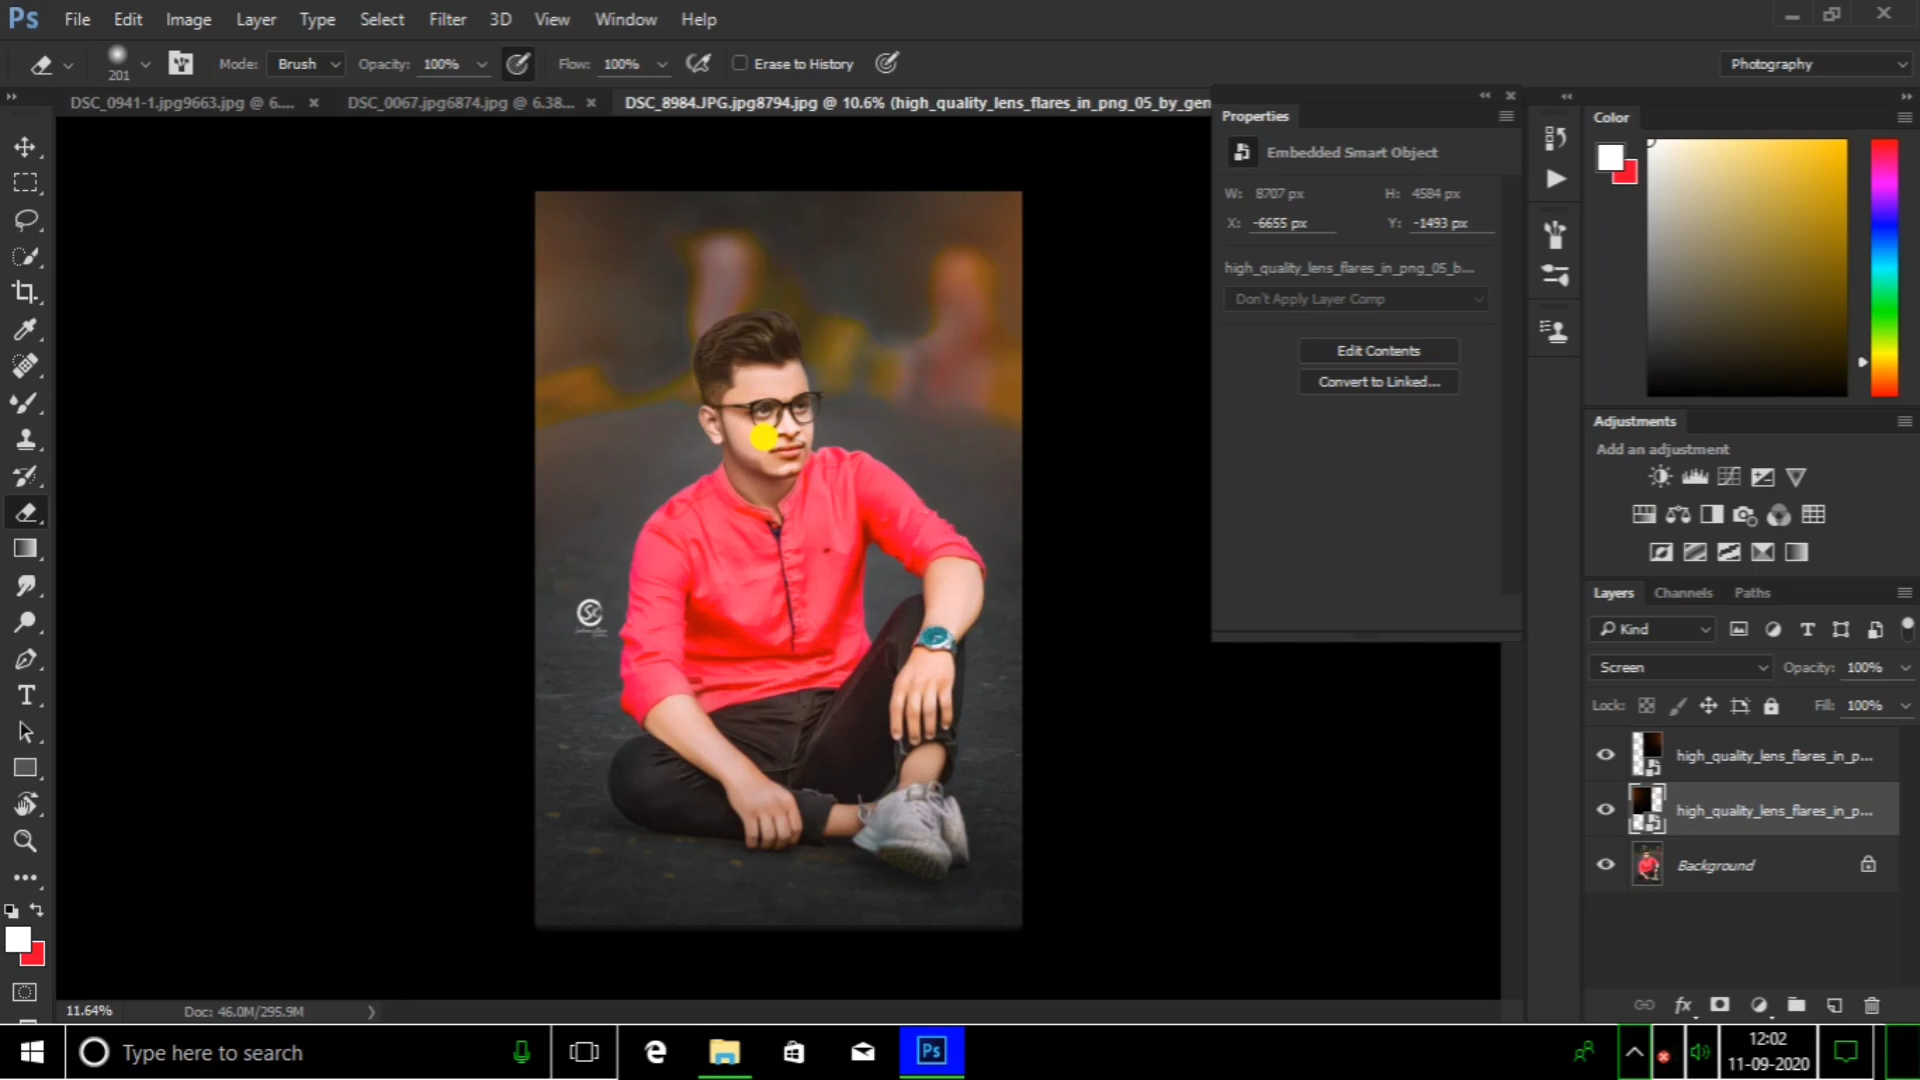 Ps File Edit Image Layer Type Select Filter 3D View Window Help
201 Mode: Brush Opacity: 100% Flow: 100% Erase to History Photography
DSC_0941-1.jpg9663.jpg @ 6.... × DSC_0067.jpg6874.jpg @ 6.38... × DSC_8984.JPG.jpg8794.jpg @ 10.6% (high_quality_lens_flares_in_png_05_by_gen
Properties
Embedded Smart Object
W: 8707 px H: 4584 px
X: -6655 px Y: -1493 px
high_quality_lens_flares_in_png_05_b...
Don't Apply Layer Comp
Edit Contents
Convert to Linked...
Color
Adjustments
Add an adjustment
Layers Channels Paths
Kind
Screen Opacity: 100%
Lock: Fill: 100%
high_quality_lens_flares_in_p...
high_quality_lens_flares_in_p...
Background
SC
11.64% Doc: 46.0M/295.9M
Type here to search
Ps
12:02
11-09-2020